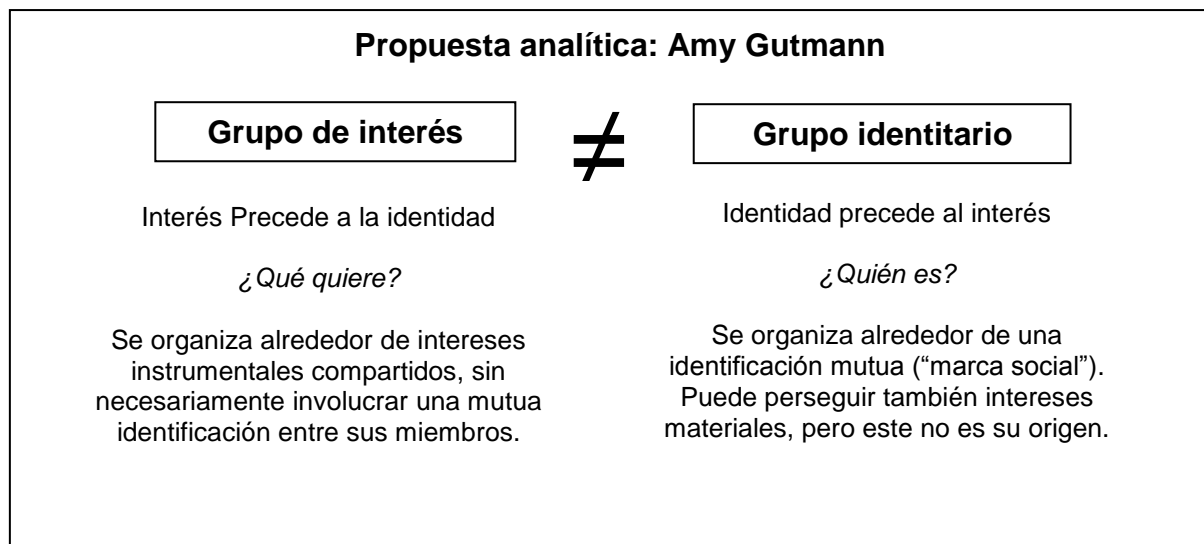 Propuesta analítica: Amy Gutmann
Grupo de interés
≠
Grupo identitario
Interés Precede a la identidad
¿Qué quiere?
Se organiza alrededor de intereses
instrumentales compartidos, sin
necesariamente involucrar una mutua
identificación entre sus miembros.
Identidad precede al interés
¿Quién es?
Se organiza alrededor de una
identificación mutua (“marca social”).
Puede perseguir también intereses
materiales, pero este no es su origen.